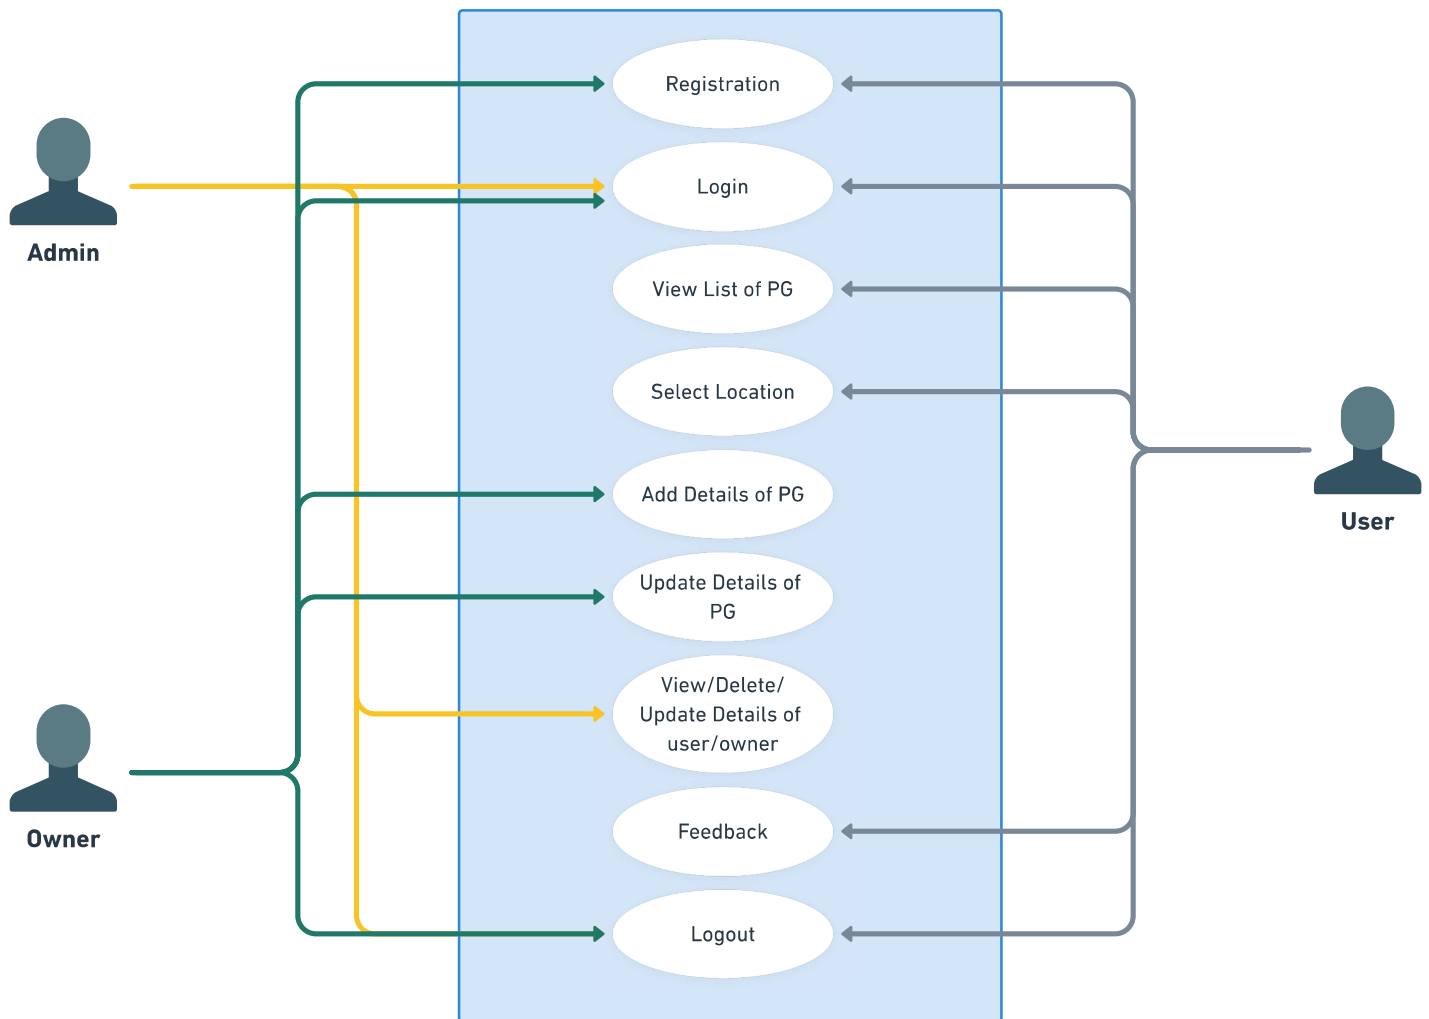 Registration
Login
Admin
View List of PG
Select Location
Add Details of PG
User
Update Details of
PG
View/Delete/
Update Details of
user/owner
Owner
Feedback
Logout